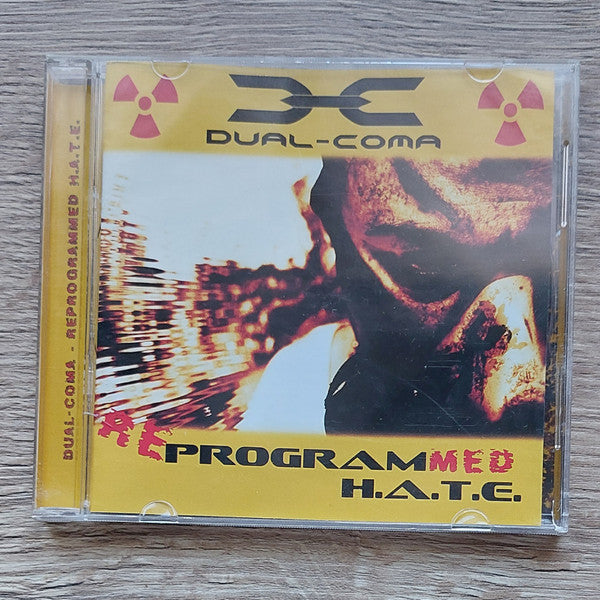 DUAL-COMA - REPROGRAMMED H.A.T.E.
DUAL-COMA
REPROGRAMMED
H.A.T.E.